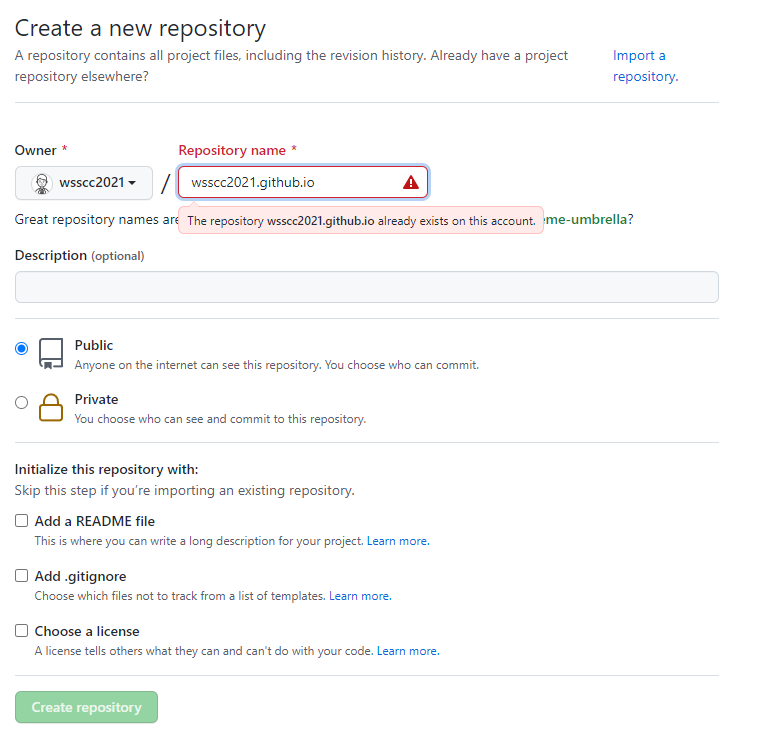 Create a new repository
A repository contains all project files, including the revision history. Already have a project
repository elsewhere?
Import a
repository.
Owner *
Repository name *
wsscc2021
/
wsscc2021.github.io
Great repository names are
The repository wsscc2021.github.io already exists on this account.
me-umbrella?
Description (optional)
Public
Anyone on the internet can see this repository. You choose who can commit.
Private
You choose who can see and commit to this repository.
Initialize this repository with:
Skip this step if you're importing an existing repository.
Add a README file
This is where you can write a long description for your project. Learn more.
Add .gitignore
Choose which files not to track from a list of templates. Learn more.
Choose a license
A license tells others what they can and can't do with your code. Learn more.
Create repository